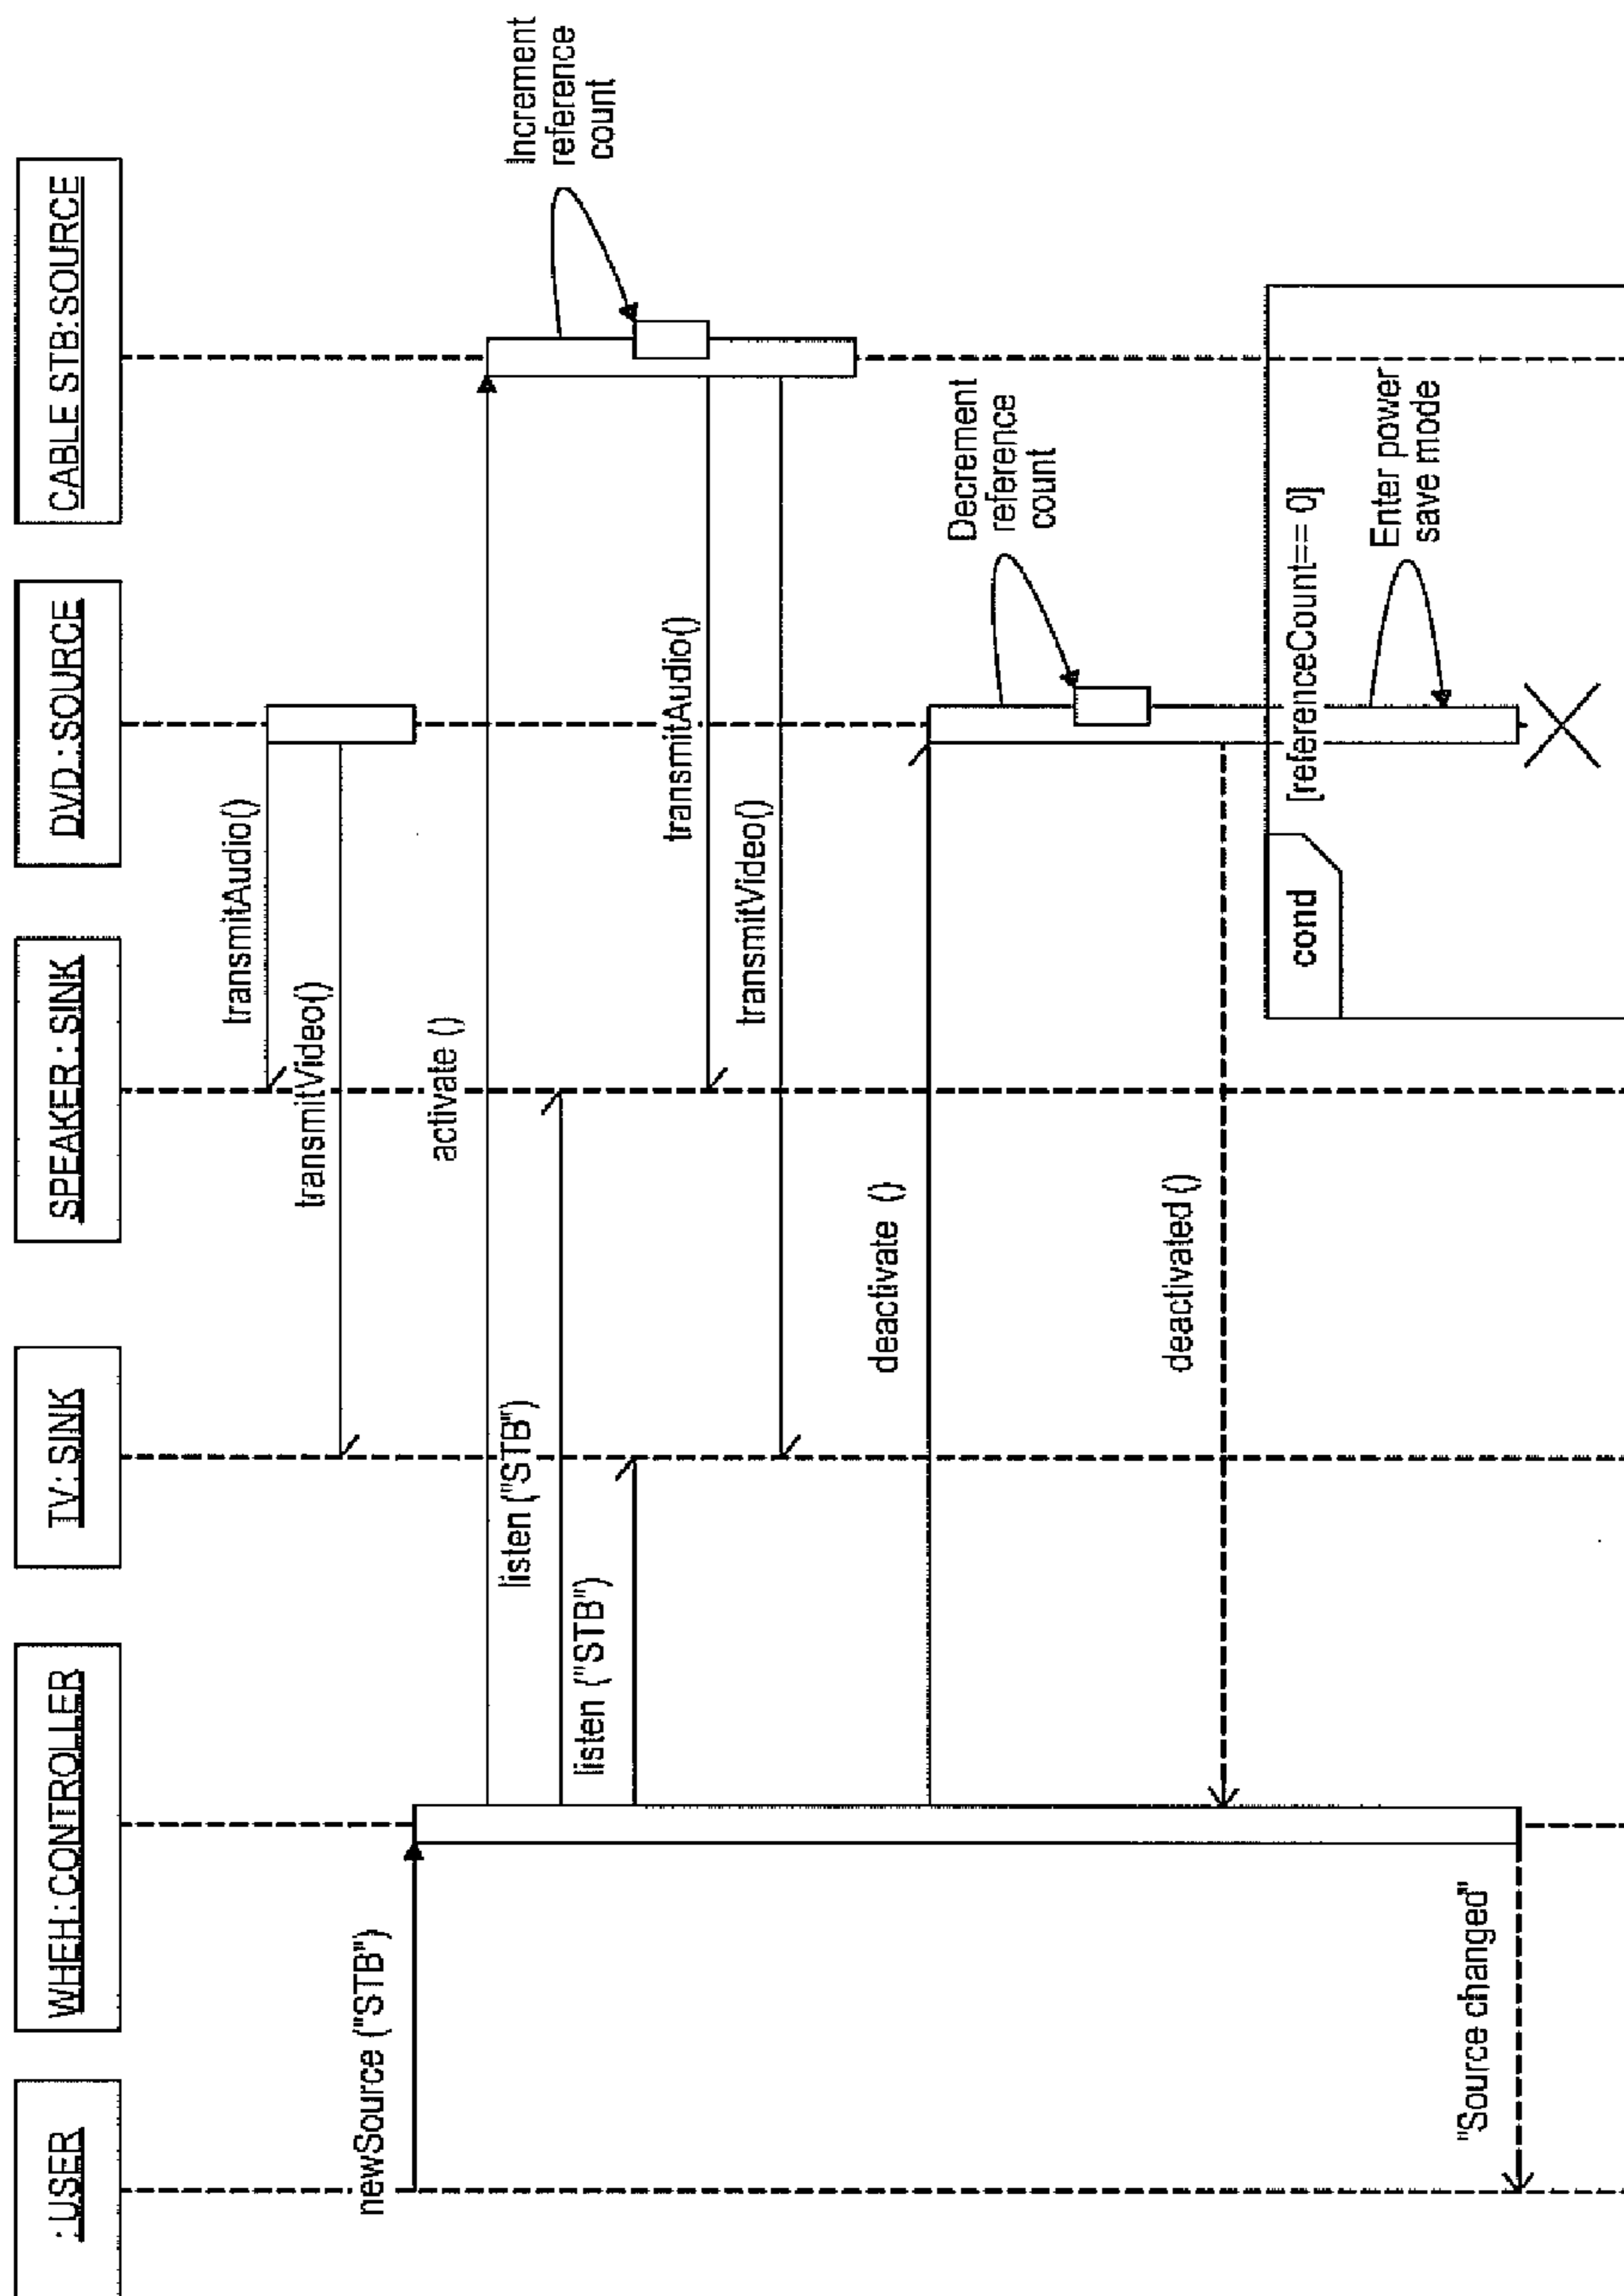 : USER
WHEH: CONTROLLER
TV: SINK
SPEAKER : SINK
DVD: SOURCE
CABLE STB: SOURCE
transmitAudio()
transmitVideo()
newSource ("STB")
activate ()
listen ("STB")
Increment
reference
count
listen ("STB")
transmitAudio()
transmitVideo()
deactivate ()
Decrement
reference
count
deactivated ()
cond
[referenceCount== 0]
Enter power
save mode
"Source changed"